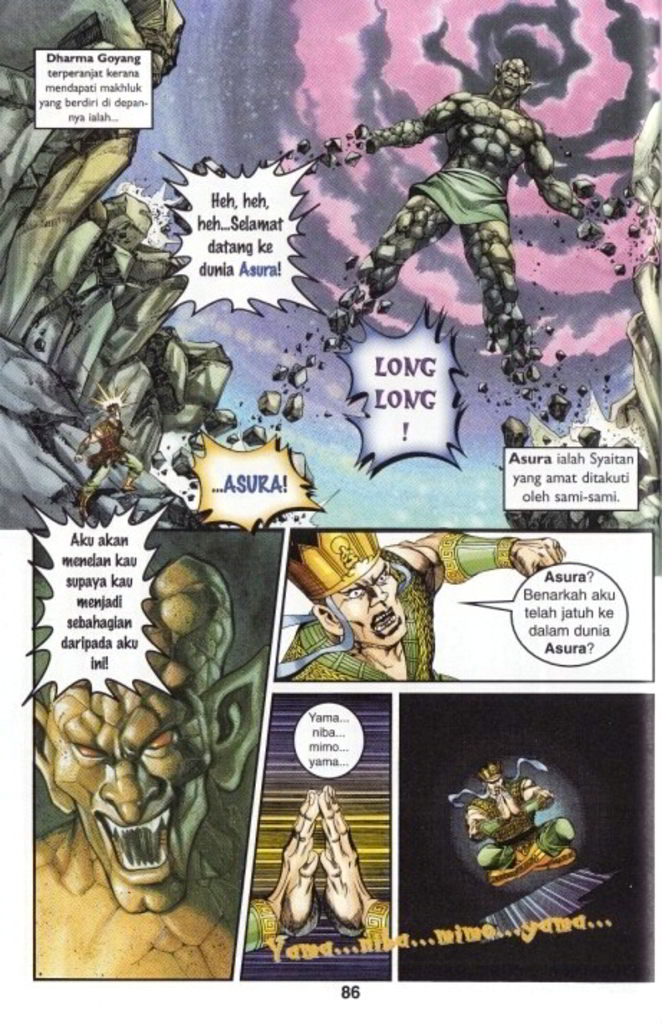 Dharma Goyang
terperanjat kerana
mendapati makhluk
yang berdiri di depan-
nya ialah...
Heh, heh,
heh...Selamat
datang ke
dunia Asura!
LONG
LONG
!
...ASURA!
Asura ialah Syaitan
yang amat ditakuti
oleh sami-sami.
Aku akan
menelan kau
supaya kau
menjadi
sebahagian
daripada aku
ini!
Asura?
Benarkah aku
telah jatuh ke
dalam dunia
Asura?
Yama...
niba...
mimo...
yama...
Yama...niba...mimo...yama...
86